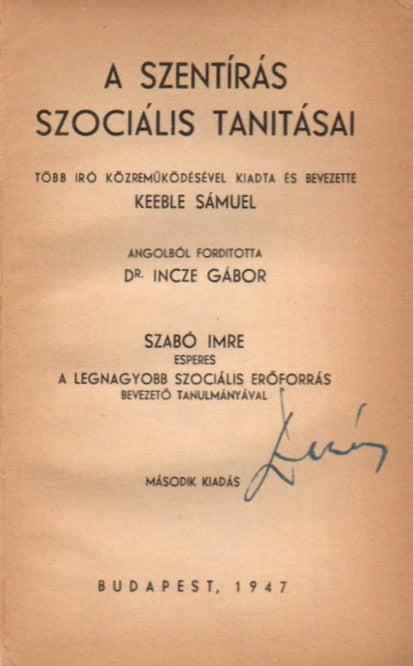 A SZENTÍRÁS
SZOCIÁLIS TANITÁSAI
TÖBB IRÓ KÖZREMŰKÖDÉSÉVEL KIADTA ÉS BEVEZETTE
KEEBLE SÁMUEL
ANGOLBÓL FORDITOTTA
DR. INCZE GÁBOR
SZABÓ IMRE
ESPERES
A LEGNAGYOBB SZOCIÁLIS ERŐFORRÁS
BEVEZETŐ TANULMÁNYÁVAL
MÁSODIK KIADÁS
BUDAPEST, 1947